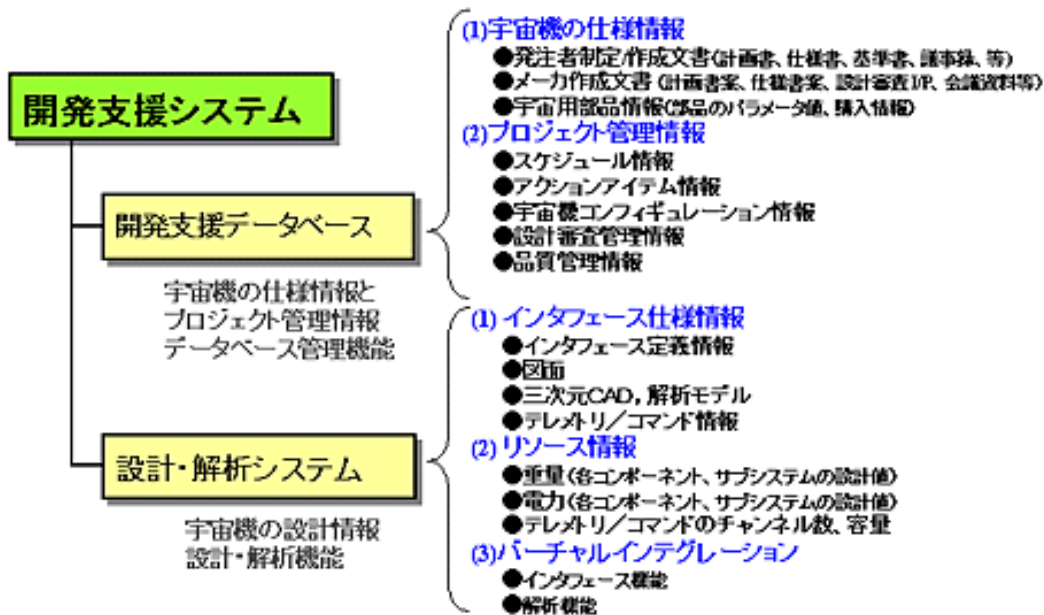 開発支援システム
開発支援データベース
宇宙機の仕様情報と
プロジェクト管理情報
データベース管理機能
(1)宇宙機の仕様情報
●発注者制定/作成文書(計画書、仕様書、基準書、議事録、等)
●メーカ作成文書(計画書案、仕様書案、設計審査I/P、会議資料等)
●宇宙用部品情報(部品のパラメータ値、購入情報)
(2)プロジェクト管理情報
●スケジュール情報
●アクションアイテム情報
●宇宙機コンフィギュレーション情報
●設計審査管理情報
●品質管理情報
設計・解析システム
宇宙機の設計情報
設計・解析機能
(1) インタフェース仕様情報
●インタフェース定義情報
●図面
●三次元CAD，解析モデル
●テレメトリ／コマンド情報
(2) リソース情報
●重量(各コンポーネント、サブシステムの設計値)
●電力(各コンポーネント、サブシステムの設計値)
●テレメトリ／コマンドのチャンネル数、容量
(3)バーチャルインテグレーション
●インタフェース機能
●解析機能